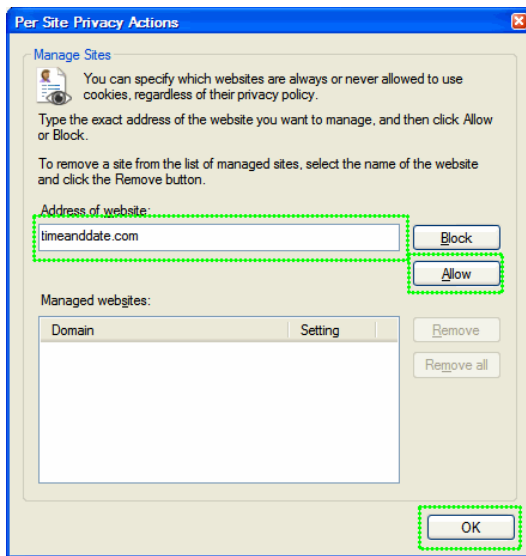 Per Site Privacy Actions
Manage Sites
You can specify which websites are always or never allowed to use
cookies, regardless of their privacy policy.
Type the exact address of the website you want to manage, and then click Allow
or Block.
To remove a site from the list of managed sites, select the name of the website
and click the Remove button.
Address of website:
timeanddate.com
Block
Allow
Managed websites:
Domain Setting
Remove
Remove all
OK